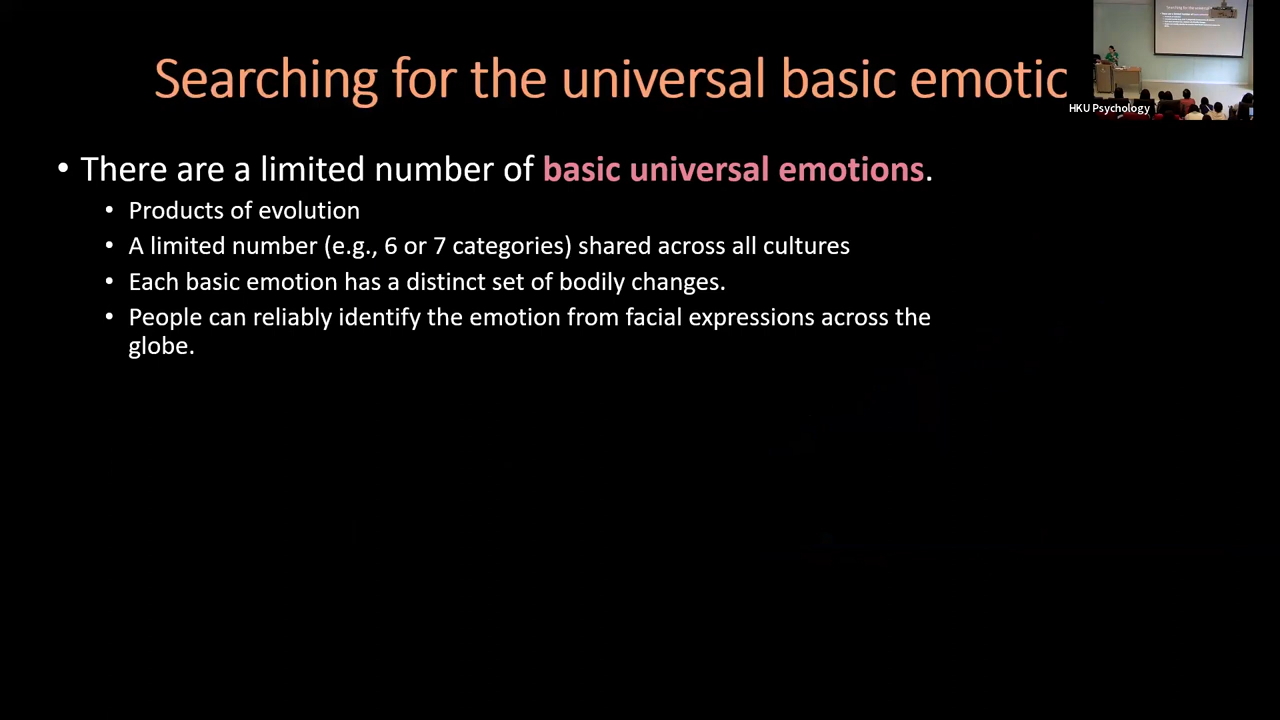 Searching for the universal basic emotic
HKU Psychology
• There are a limited number of basic universal emotions.
• Products of evolution
• A limited number (e.g., 6 or 7 categories) shared across all cultures
• Each basic emotion has a distinct set of bodily changes.
• People can reliably identify the emotion from facial expressions across the
globe.